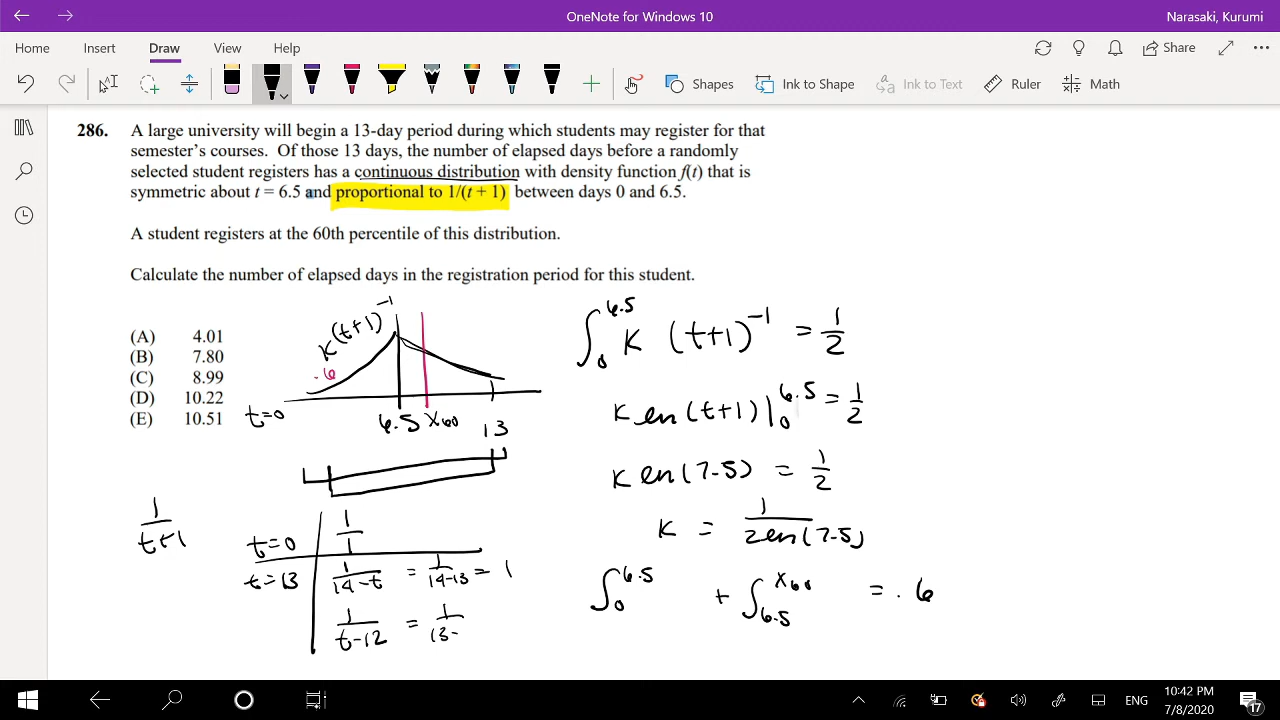 OneNote for Windows 10
Narasaki, Kurumi
Home Insert Draw View Help
Share
Shapes
Ink to Shape
Ink to Text
Ruler
Math
286. A large university will begin a 13-day period during which students may register for that
semester's courses. Of those 13 days, the number of elapsed days before a randomly
selected student registers has a continuous distribution with density function f(t) that is
symmetric about t = 6.5 and proportional to 1/(t + 1) between days 0 and 6.5.
A student registers at the 60th percentile of this distribution.
Calculate the number of elapsed days in the registration period for this student.
(A) 4.01
(B) 7.80
(C) 8.99
(D) 10.22
(E) 10.51
K(t+1)^-1
.6
t=0
6.5 x60 13
1/(t+1)
t=0 1/1
t=13 1/(14-t) = 1/(14-13) = 1
1/(t-12) = 1/(13-
∫_0^6.5 K (t+1)^-1 = 1/2
K ln(t+1)|_0^6.5 = 1/2
K ln(7.5) = 1/2
K = 1/(2ln(7.5))
∫_0^6.5 + ∫_6.5^x60 = .6
ENG
10:42 PM
7/8/2020
17